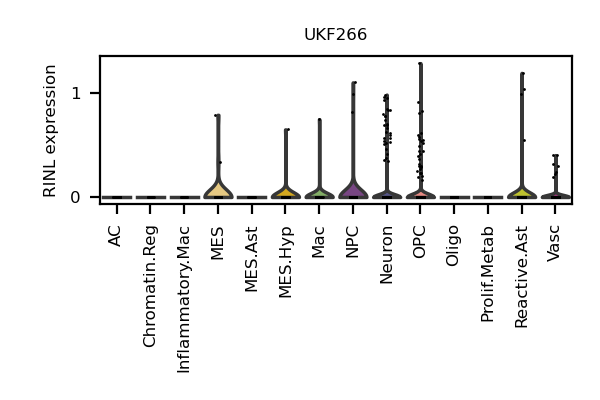 UKF266
RINL expression
1
0
AC
Chromatin.Reg
Inflammatory.Mac
MES
MES.Ast
MES.Hyp
Mac
NPC
Neuron
OPC
Oligo
Prolif.Metab
Reactive.Ast
Vasc